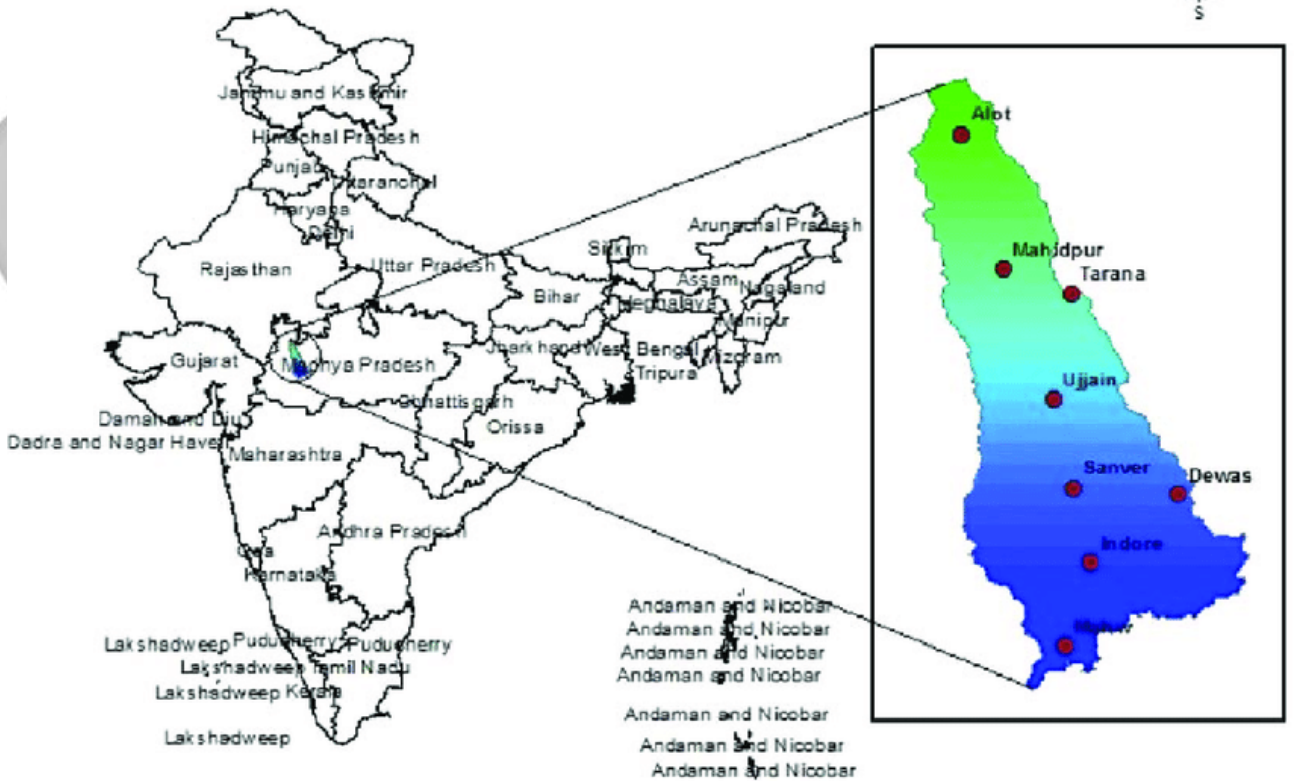 S
Jammu and Kashmir
Himachal Pradesh
Punjab
Uttaranchal
Haryana
Delhi
Rajasthan
Uttar Pradesh
Sikkim
Arunachal Pradesh
Assam
Nagaland
Bihar
Meghalaya
Manipur
Gujarat
Madhya Pradesh
Jharkhand
West Bengal
Mizoram
Tripura
Chhattisgarh
Daman and Diu
Orissa
Dadra and Nagar Haveli
Maharashtra
Andhra Pradesh
Goa
Karnataka
Lakshadweep
Puducherry
Puducherry
Lakshadweep
Tamil Nadu
Lakshadweep
Kerala
Lakshadweep
Andaman and Nicobar
Andaman and Nicobar
Andaman and Nicobar
Andaman and Nicobar
Andaman and Nicobar
Andaman and Nicobar
Andaman and Nicobar
Alot
Mahidpur
Tarana
Ujjain
Sanver
Dewas
Indore